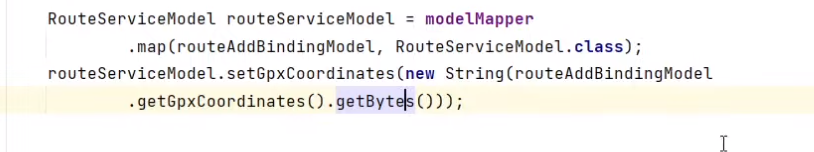 RouteServiceModel routeServiceModel = modelMapper
.map(routeAddBindingModel, RouteServiceModel.class);
routeServiceModel.setGpxCoordinates(new String(routeAddBindingModel
.getGpxCoordinates().getBytes()));